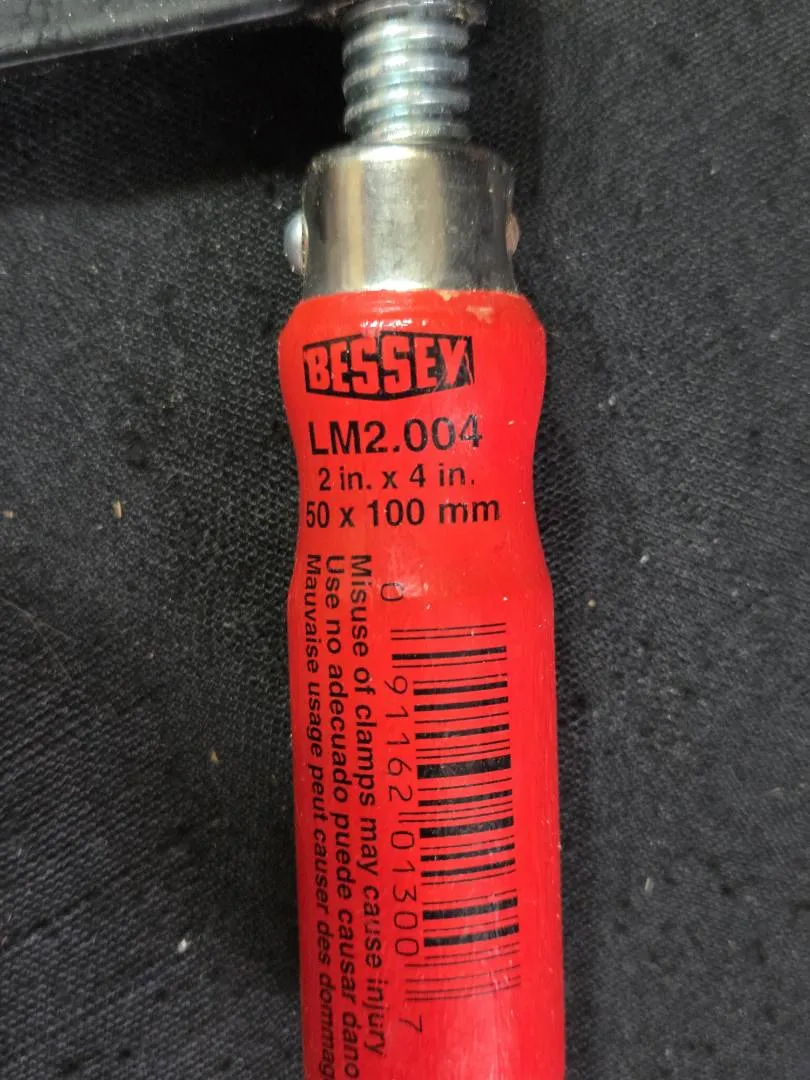 BESSEY
LM2.004
2 in. x 4 in.
50 x 100 mm
Misuse of clamps may cause injury
Use no adecuado puede causar dano
Mauvaise usage peut causer des dommag
0 91162 01300 7